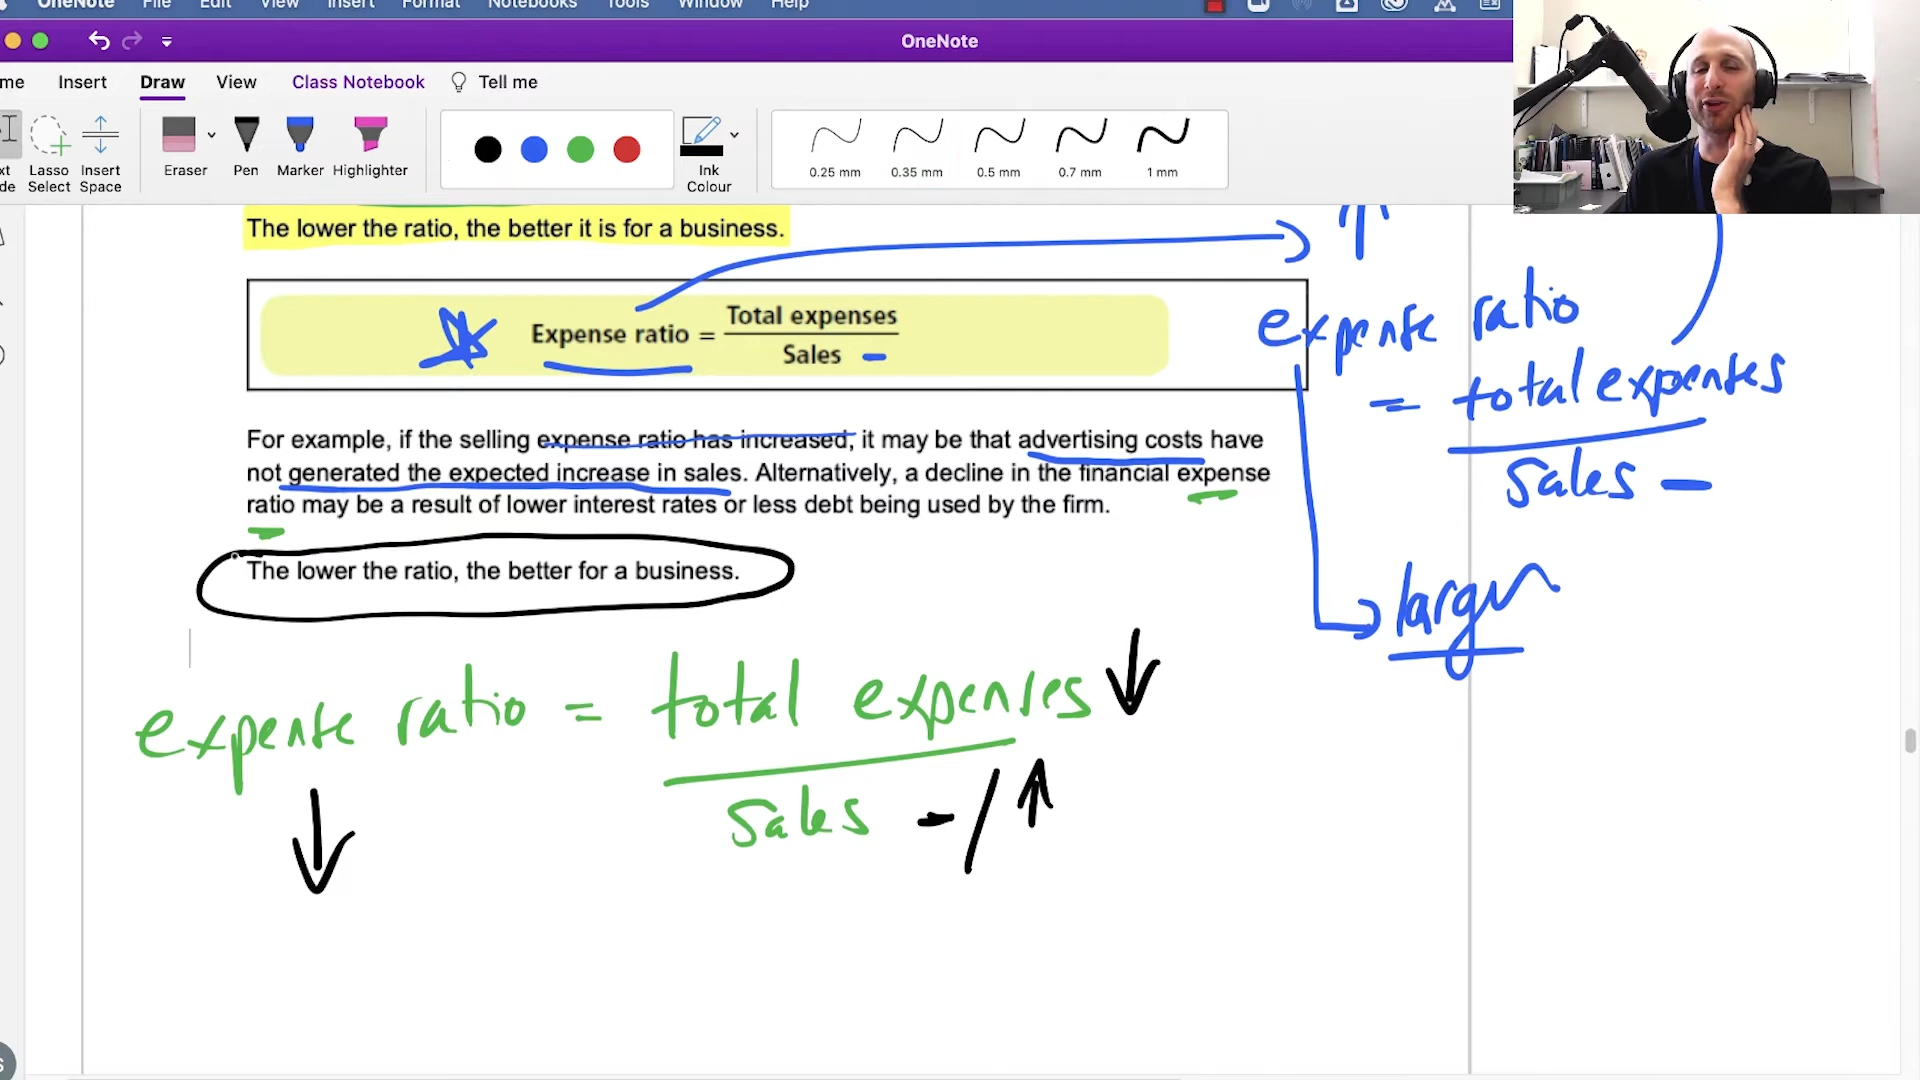 OneNote File Edit View Insert Format Notebooks Tools Window Help
OneNote
me Insert Draw View Class Notebook Tell me
Lasso Select
Insert Space
Eraser
Pen
Marker
Highlighter
Ink Colour
0.25 mm
0.35 mm
0.5 mm
0.7 mm
1 mm
The lower the ratio, the better it is for a business.
Expense ratio = Total expenses
Sales
For example, if the selling expense ratio has increased, it may be that advertising costs have
not generated the expected increase in sales. Alternatively, a decline in the financial expense
ratio may be a result of lower interest rates or less debt being used by the firm.
The lower the ratio, the better for a business.
expense ratio = total expenses ↓
↓
sales -/↑
↑
expense ratio
= total expenses
sales -
larger